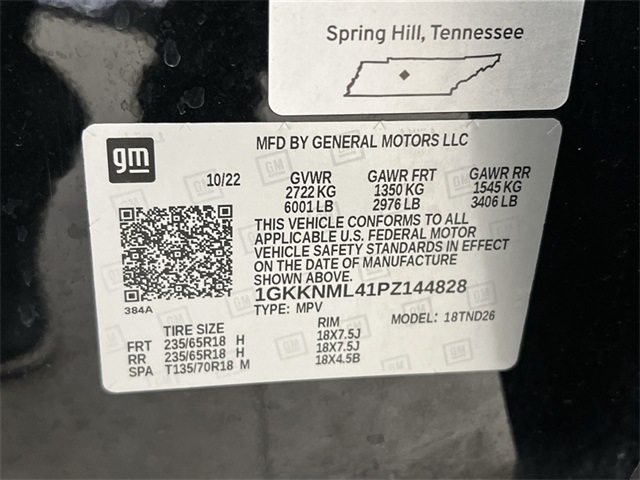 Spring Hill, Tennessee
gm
MFD BY GENERAL MOTORS LLC
10/22 GVWR GAWR FRT GAWR RR
2722 KG 1350 KG 1545 KG
6001 LB 2976 LB 3406 LB
THIS VEHICLE CONFORMS TO ALL
APPLICABLE U.S. FEDERAL MOTOR
VEHICLE SAFETY STANDARDS IN EFFECT
ON THE DATE OF MANUFACTURE
SHOWN ABOVE.
1GKKNML41PZ144828
384A
TYPE: MPV MODEL: 18TND26
TIRE SIZE RIM
FRT 235/65R18 H 18X7.5J
RR 235/65R18 H 18X7.5J
SPA T135/70R18 M 18X4.5B